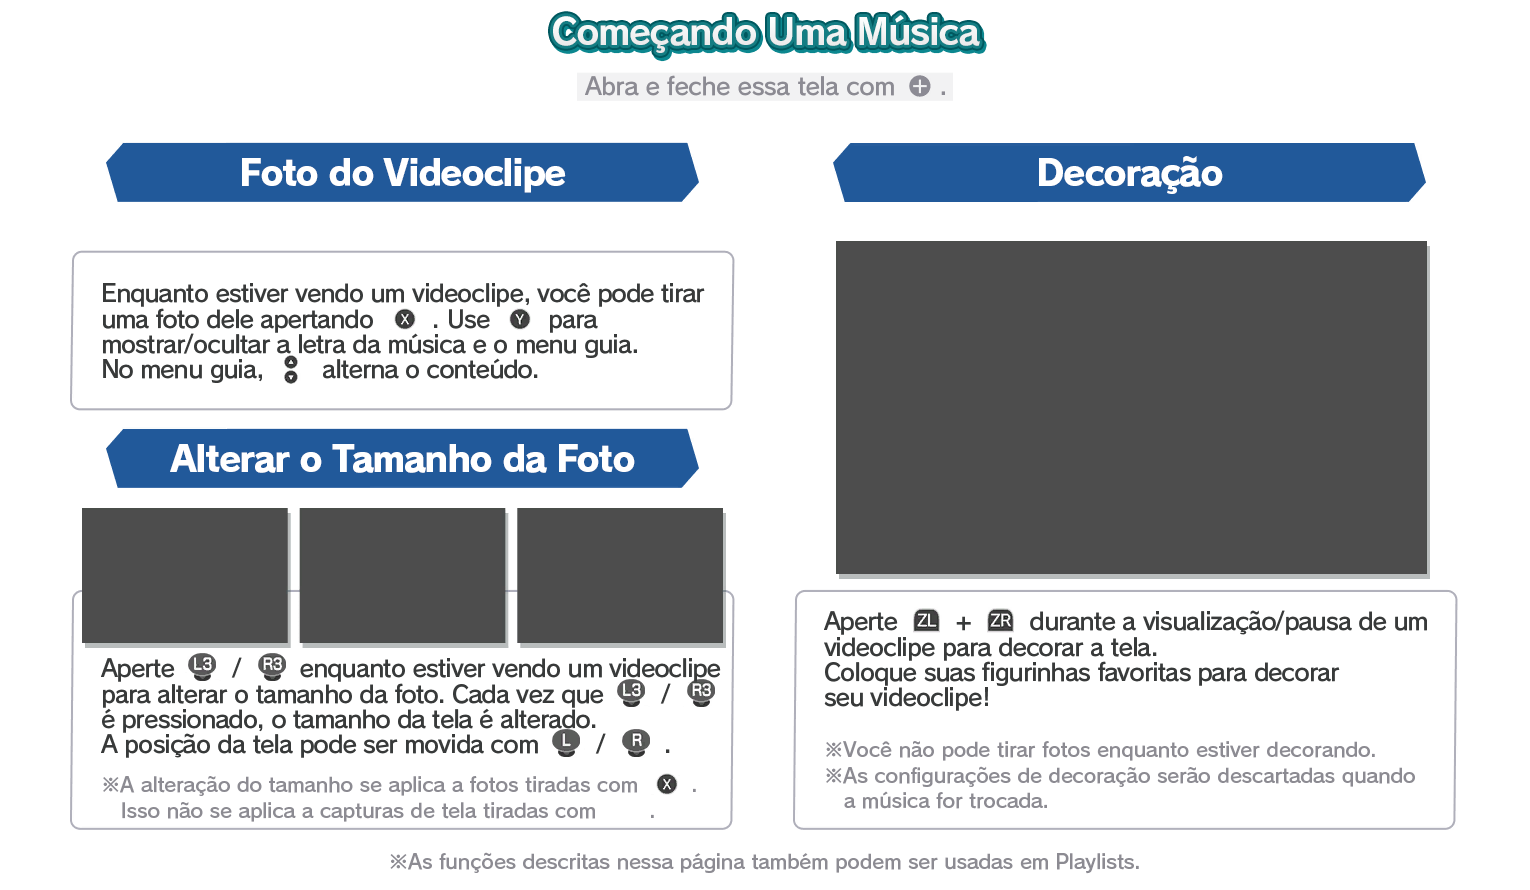 Começando Uma Música
Abra e feche essa tela com + .
Foto do Videoclipe
Enquanto estiver vendo um videoclipe, você pode tirar
uma foto dele apertando X . Use Y para
mostrar/ocultar a letra da música e o menu guia.
No menu guia, alterna o conteúdo.
Alterar o Tamanho da Foto
Aperte L3 / R3 enquanto estiver vendo um videoclipe
para alterar o tamanho da foto. Cada vez que L3 / R3
é pressionado, o tamanho da tela é alterado.
A posição da tela pode ser movida com L / R .
※A alteração do tamanho se aplica a fotos tiradas com X .
Isso não se aplica a capturas de tela tiradas com .
Decoração
Aperte ZL + ZR durante a visualização/pausa de um
videoclipe para decorar a tela.
Coloque suas figurinhas favoritas para decorar
seu videoclipe!
※Você não pode tirar fotos enquanto estiver decorando.
※As configurações de decoração serão descartadas quando
a música for trocada.
※As funções descritas nessa página também podem ser usadas em Playlists.